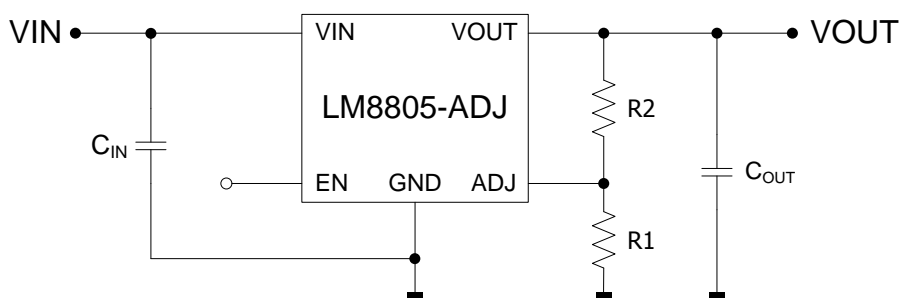 VIN
VIN VOUT
VOUT
LM8805-ADJ
R2
CIN
EN GND ADJ
COUT
R1